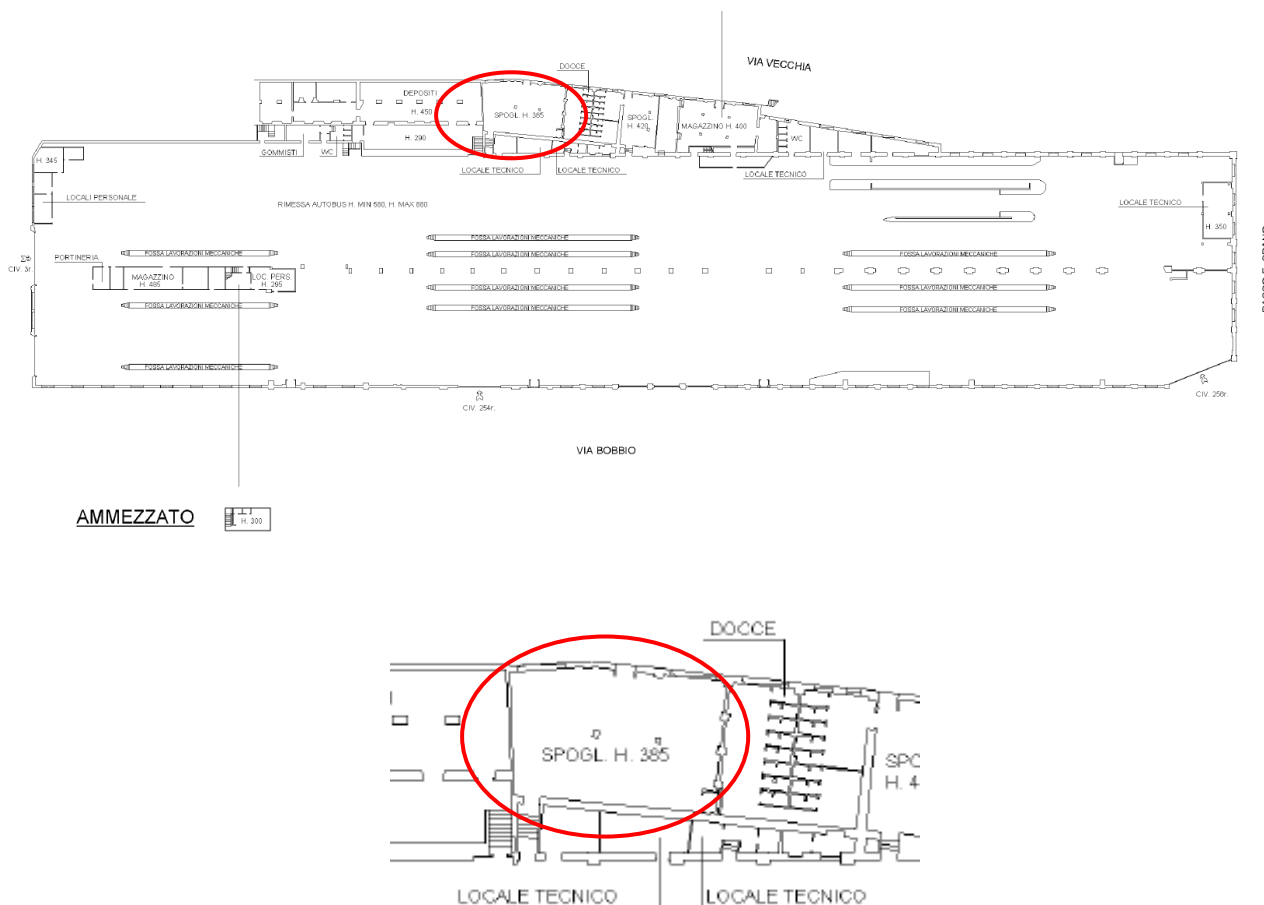 VIA VECCHIA
DOCCE
DEPOSITI
H. 450
SPOGL. H. 385
SPOGL.
H. 420
MAGAZZINO H. 400
WC
H. 290
GOMMISTI
WC
H. 345
LOCALE TECNICO
LOCALE TECNICO
LOCALE TECNICO
LOCALI PERSONALE
RIMESSA AUTOBUS H. MIN 580, H. MAX 880
LOCALE TECNICO
H. 350
FOSSA LAVORAZIONI MECCANICHE
FOSSA LAVORAZIONI MECCANICHE
FOSSA LAVORAZIONI MECCANICHE
FOSSA LAVORAZIONI MECCANICHE
PORTINERIA
CIV. 3r.
MAGAZZINO
H. 485
LOC. PERS.
H. 295
FOSSA LAVORAZIONI MECCANICHE
FOSSA LAVORAZIONI MECCANICHE
FOSSA LAVORAZIONI MECCANICHE
FOSSA LAVORAZIONI MECCANICHE
FOSSA LAVORAZIONI MECCANICHE
FOSSA LAVORAZIONI MECCANICHE
CIV. 254r.
CIV. 258r.
VIA BOBBIO
AMMEZZATO
H. 300
DOCCE
SPOGL. H. 385
SPO
H. 4
LOCALE TECNICO
LOCALE TECNICO